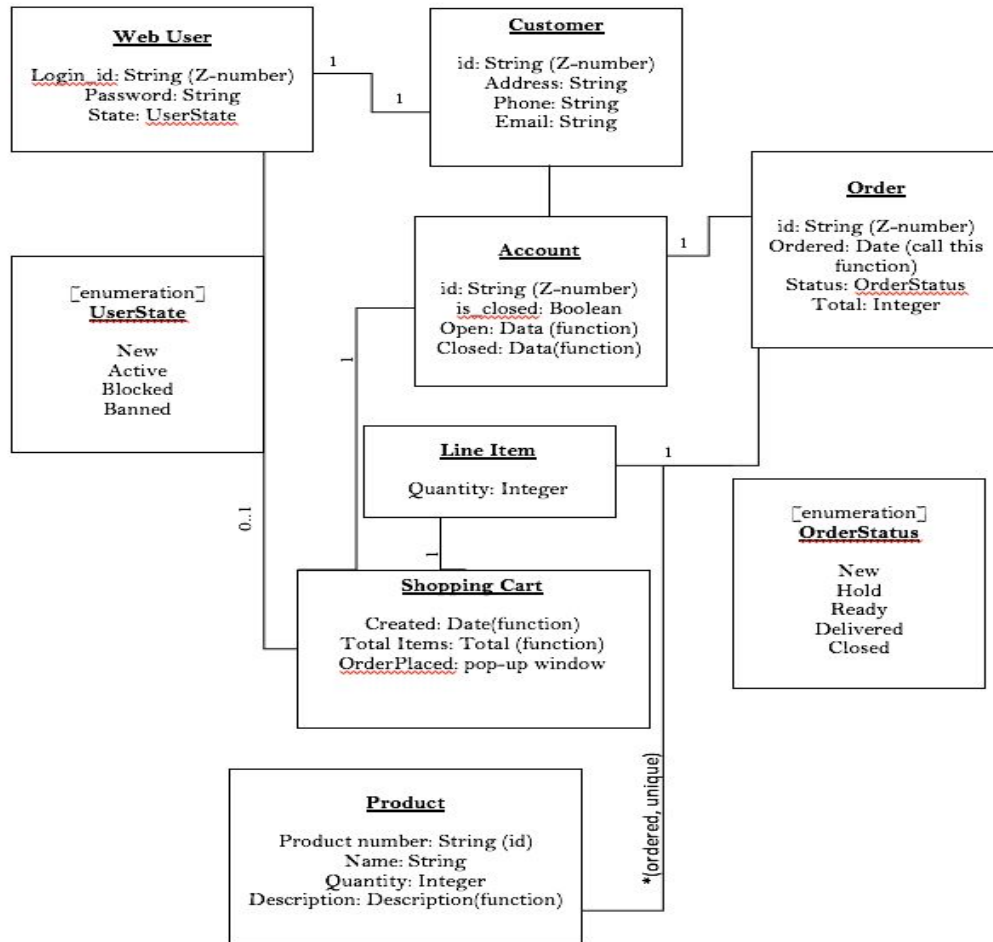 Web User
Login_id: String (Z-number)
Password: String
State: UserState
1
1
Customer
id: String (Z-number)
Address: String
Phone: String
Email: String
Order
id: String (Z-number)
Ordered: Date (call this
function)
Status: OrderStatus
Total: Integer
1
Account
id: String (Z-number)
is_closed: Boolean
Open: Data (function)
Closed: Data(function)
[enumeration]
UserState
New
Active
Blocked
Banned
1
Line Item
Quantity: Integer
1
0..1
1
[enumeration]
OrderStatus
New
Hold
Ready
Delivered
Closed
Shopping Cart
Created: Date(function)
Total Items: Total (function)
OrderPlaced: pop-up window
*(ordered, unique)
Product
Product number: String (id)
Name: String
Quantity: Integer
Description: Description(function)